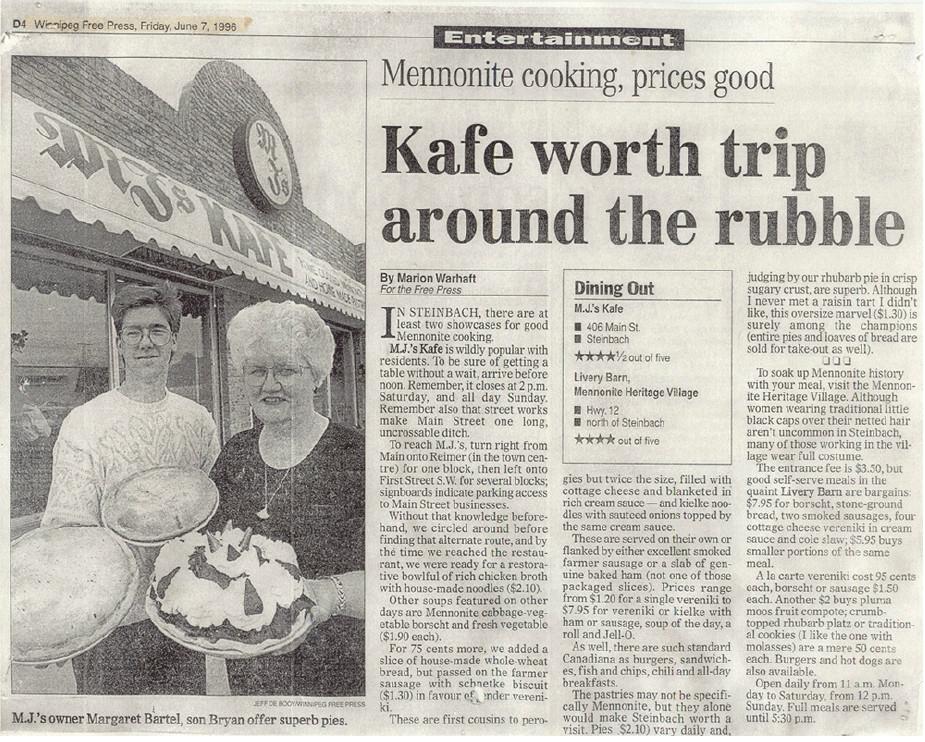 D4 Winnipeg Free Press, Friday, June 7, 1996
Entertainment
Mennonite cooking, prices good
Kafe worth trip
around the rubble
MJ's KAFE
MJ's
AND HOME MADE
JEFF DE BOOY/WINNIPEG FREE PRESS
M.J.'s owner Margaret Bartel, son Bryan offer superb pies.
By Marion Warhaft
For the Free Press
IN STEINBACH, there are at
least two showcases for good
Mennonite cooking.
M.J.'s Kafe is wildly popular with
residents. To be sure of getting a
table without a wait, arrive before
noon. Remember, it closes at 2 p.m.
Saturday, and all day Sunday.
Remember also that street works
make Main Street one long,
uncrossable ditch.
To reach M.J.'s, turn right from
Main onto Reimer (in the town cen-
tre) for one block, then left onto
First Street S.W. for several blocks;
signboards indicate parking access
to Main Street businesses.
Without that knowledge before-
hand, we circled around before
finding that alternate route, and by
the time we reached the restau-
rant, we were ready for a restora-
tive bowlful of rich chicken broth
with house-made noodles ($2.10).
Other soups featured on other
days are Mennonite cabbage-veg-
etable borscht and fresh vegetable
($1.90 each).
For 75 cents more, we added a
slice of house-made whole-wheat
bread, but passed on the farmer
sausage with schnetke biscuit
($1.30) in favour of vereni-
ki.
These are first cousins to pero-
Dining Out
M.J.'s Kafe
■ 406 Main St.
■ Steinbach
★★★★½ out of five
Livery Barn,
Mennonite Heritage Village
■ Hwy. 12
■ north of Steinbach
★★★★ out of five
gies but twice the size, filled with
cottage cheese and blanketed in
rich cream sauce — and kielke noo-
dles with sauteed onions topped by
the same cream sauce.
These are served on their own or
flanked by either excellent smoked
farmer sausage or a slab of gen-
uine baked ham (not one of those
packaged slices). Prices range
from $1.20 for a single vereniki to
$7.95 for vereniki or kielke with
ham or sausage, soup of the day, a
roll and Jell-O.
As well, there are such standard
Canadiana as burgers, sandwich-
es, fish and chips, chili and all-day
breakfasts.
The pastries may not be specifi-
cally Mennonite, but they alone
would make Steinbach worth a
visit. Pies $2.10) vary daily and,
judging by our rhubarb pie in crisp
sugary crust, are superb. Although
I never met a raisin tart I didn't
like, this oversize marvel ($1.30) is
surely among the champions
(entire pies and loaves of bread are
sold for take-out as well).
❑❑❑
To soak up Mennonite history
with your meal, visit the Mennon-
ite Heritage Village. Although
women wearing traditional little
black caps over their netted hair
aren't uncommon in Steinbach,
many of those working in the vil-
lage wear full costume.
The entrance fee is $3.50, but
good self-serve meals in the
quaint Livery Barn are bargains:
$7.95 for borscht, stone-ground
bread, two smoked sausages, four
cottage cheese vereniki in cream
sauce and cole slaw; $5.95 buys
smaller portions of the same
meal.
A la carte vereniki cost 95 cents
each, borscht or sausage $1.50
each. Another $2 buys pluma
moos fruit compote; crumb-
topped rhubarb platz or tradition-
al cookies (I like the one with
molasses) are a mere 50 cents
each. Burgers and hot dogs are
also available.
Open daily from 11 a.m. Mon-
day to Saturday, from 12 p.m.
Sunday. Full meals are served
until 5:30 p.m.